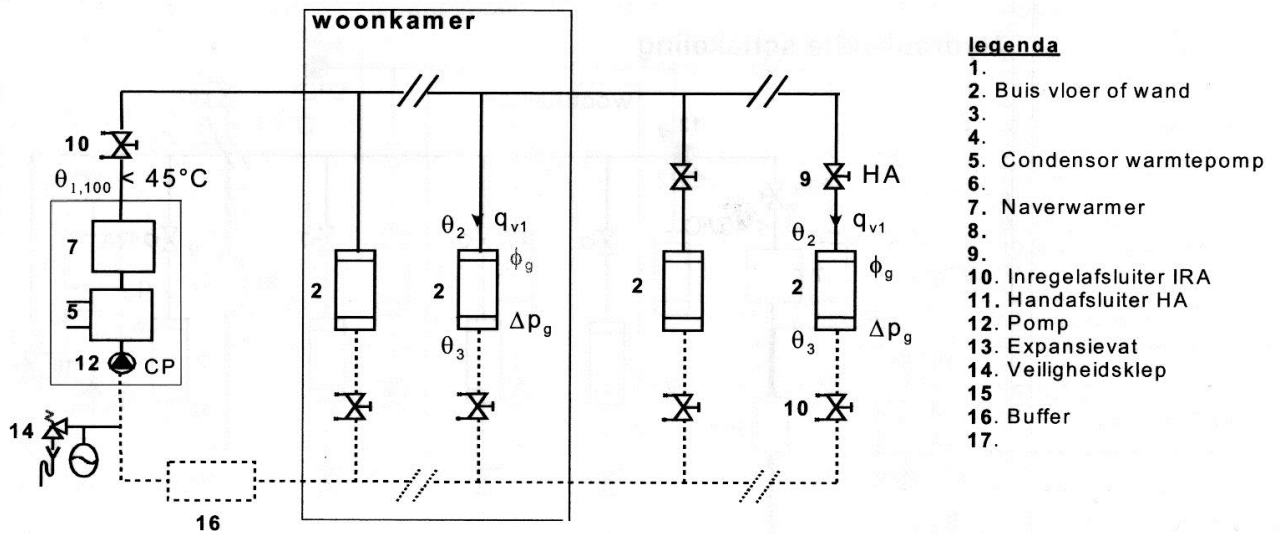 woonkamer
10
θ1,100 < 45°C
7
5
12 CP
14
16
2
θ2 qv1
ϕg
2
Δpg
θ3
2
9 HA
θ2 qv1
ϕg
2
Δpg
θ3
10
legenda
1.
2. Buis vloer of wand
3.
4.
5. Condensor warmtepomp
6.
7. Naverwarmer
8.
9.
10. Inregelafsluiter IRA
11. Handafsluiter HA
12. Pomp
13. Expansievat
14. Veiligheidsklep
15
16. Buffer
17.